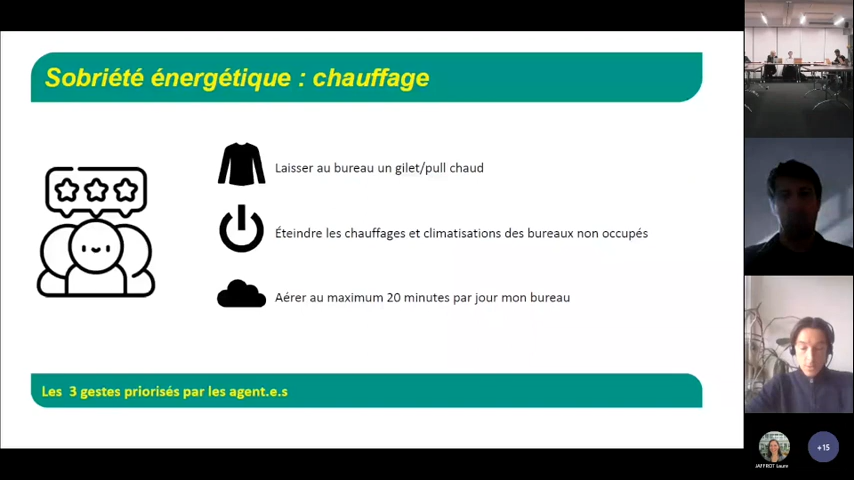 Sobriété énergétique : chauffage
Laisser au bureau un gilet/pull chaud
Éteindre les chauffages et climatisations des bureaux non occupés
Aérer au maximum 20 minutes par jour mon bureau
Les 3 gestes priorisés par les agent.e.s
JAFFROT Laure
+15